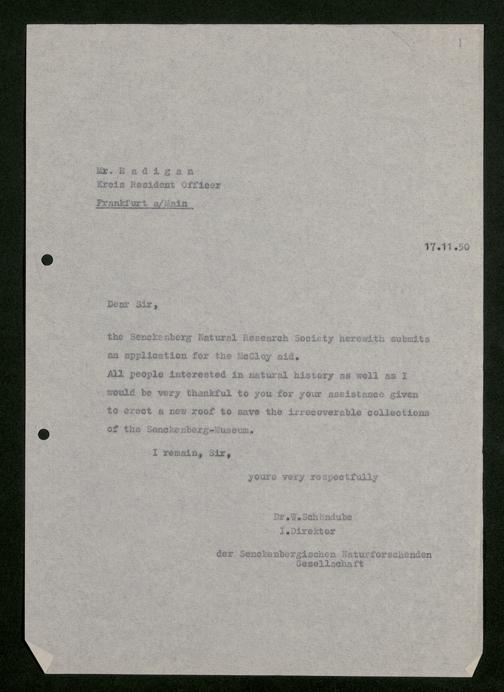 1
Mr. M a d i g a n
Kreis Resident Officer
Frankfurt a/Main
17.11.50
Dear Sir,
the Senckenberg Natural Research Society herewith submits
an application for the McCloy aid.
All people interested in natural history as well as I
would be very thankful to you for your assistance given
to erect a new roof to save the irrecoverable collections
of the Senckenberg-Museum.
I remain, Sir,
yours very respectfully
Dr.W.Schöndube
I.Direktor
der Senckenbergischen Naturforschenden
Gesellschaft